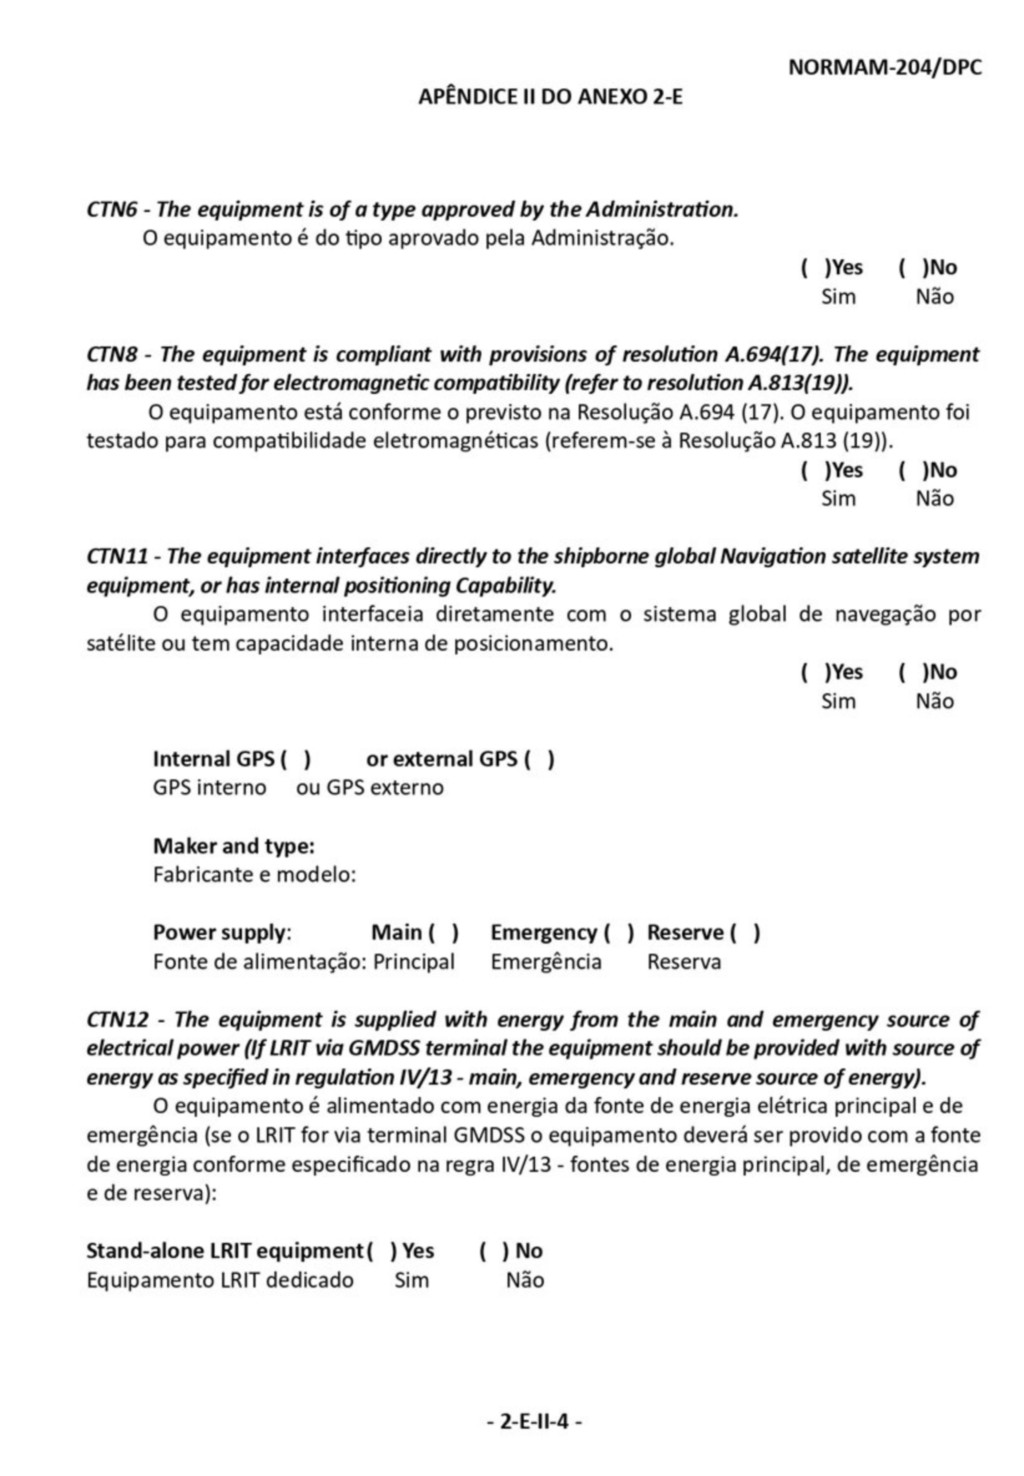 NORMAM-204/DPC
APÊNDICE II DO ANEXO 2-E
CTN6 - The equipment is of a type approved by the Administration.
O equipamento é do tipo aprovado pela Administração.
( )Yes ( )No
Sim Não
CTN8 - The equipment is compliant with provisions of resolution A.694(17). The equipment
has been tested for electromagnetic compatibility (refer to resolution A.813(19)).
O equipamento está conforme o previsto na Resolução A.694 (17). O equipamento foi
testado para compatibilidade eletromagnéticas (referem-se à Resolução A.813 (19)).
( )Yes ( )No
Sim Não
CTN11 - The equipment interfaces directly to the shipborne global Navigation satellite system
equipment, or has internal positioning Capability.
O equipamento interfaceia diretamente com o sistema global de navegação por
satélite ou tem capacidade interna de posicionamento.
( )Yes ( )No
Sim Não
Internal GPS ( ) or external GPS ( )
GPS interno ou GPS externo
Maker and type:
Fabricante e modelo:
Power supply: Main ( ) Emergency ( ) Reserve ( )
Fonte de alimentação: Principal Emergência Reserva
CTN12 - The equipment is supplied with energy from the main and emergency source of
electrical power (If LRIT via GMDSS terminal the equipment should be provided with source of
energy as specified in regulation IV/13 - main, emergency and reserve source of energy).
O equipamento é alimentado com energia da fonte de energia elétrica principal e de
emergência (se o LRIT for via terminal GMDSS o equipamento deverá ser provido com a fonte
de energia conforme especificado na regra IV/13 - fontes de energia principal, de emergência
e de reserva):
Stand-alone LRIT equipment ( ) Yes ( ) No
Equipamento LRIT dedicado Sim Não
- 2-E-II-4 -